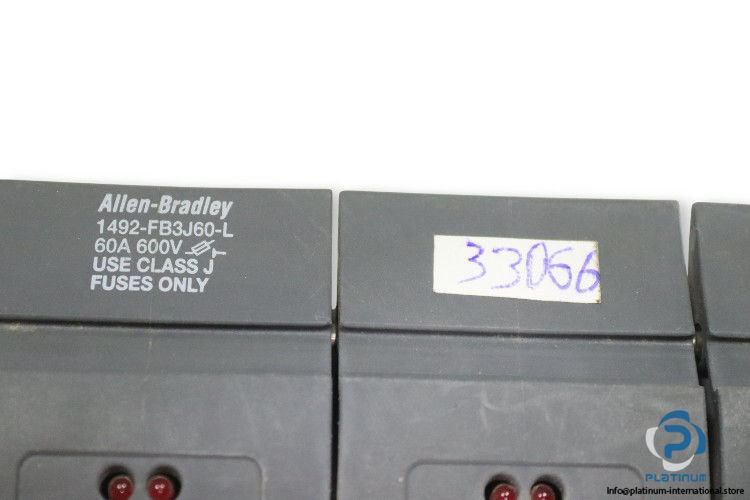 Allen-Bradley
1492-FB3J60-L
60A 600V
USE CLASS J
FUSES ONLY
33066
PLATINUM
Info@platinum-international.store